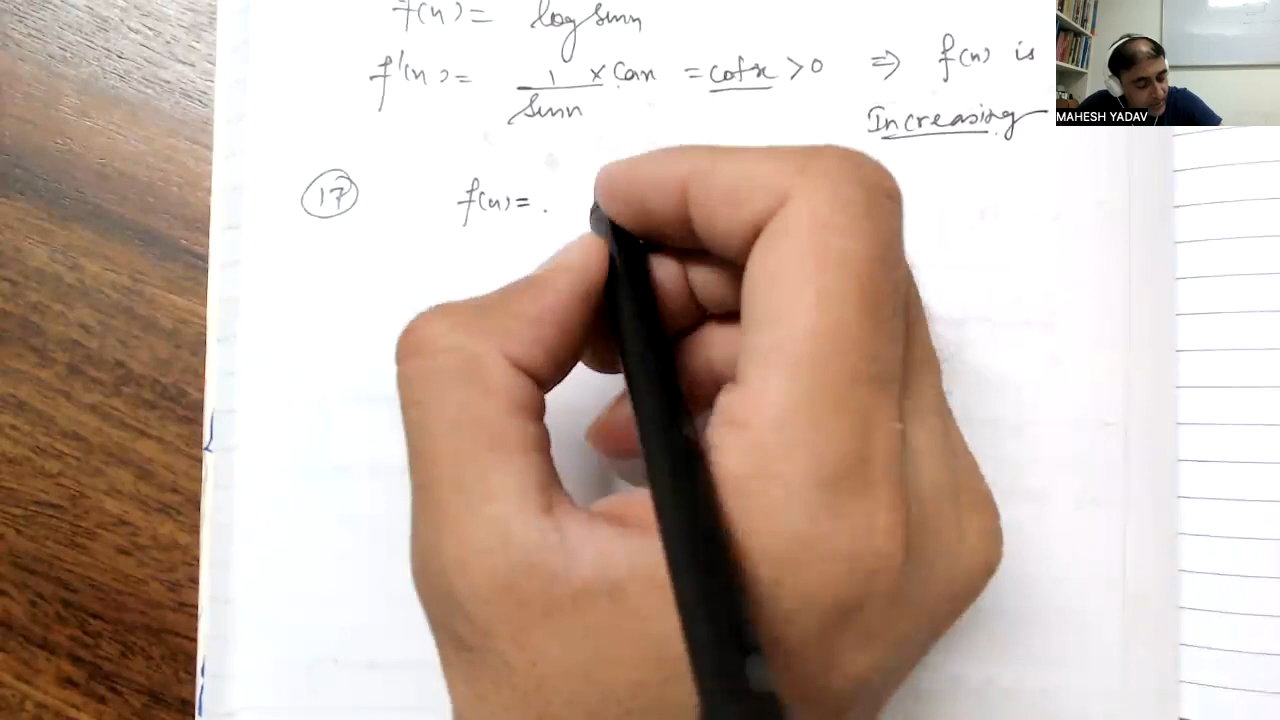 f(x) = log sinx
f'(x) = 1/sinx × Cosx = cotx > 0 ⇒ f(x) is
Increasing
MAHESH YADAV
17 f(x) = .